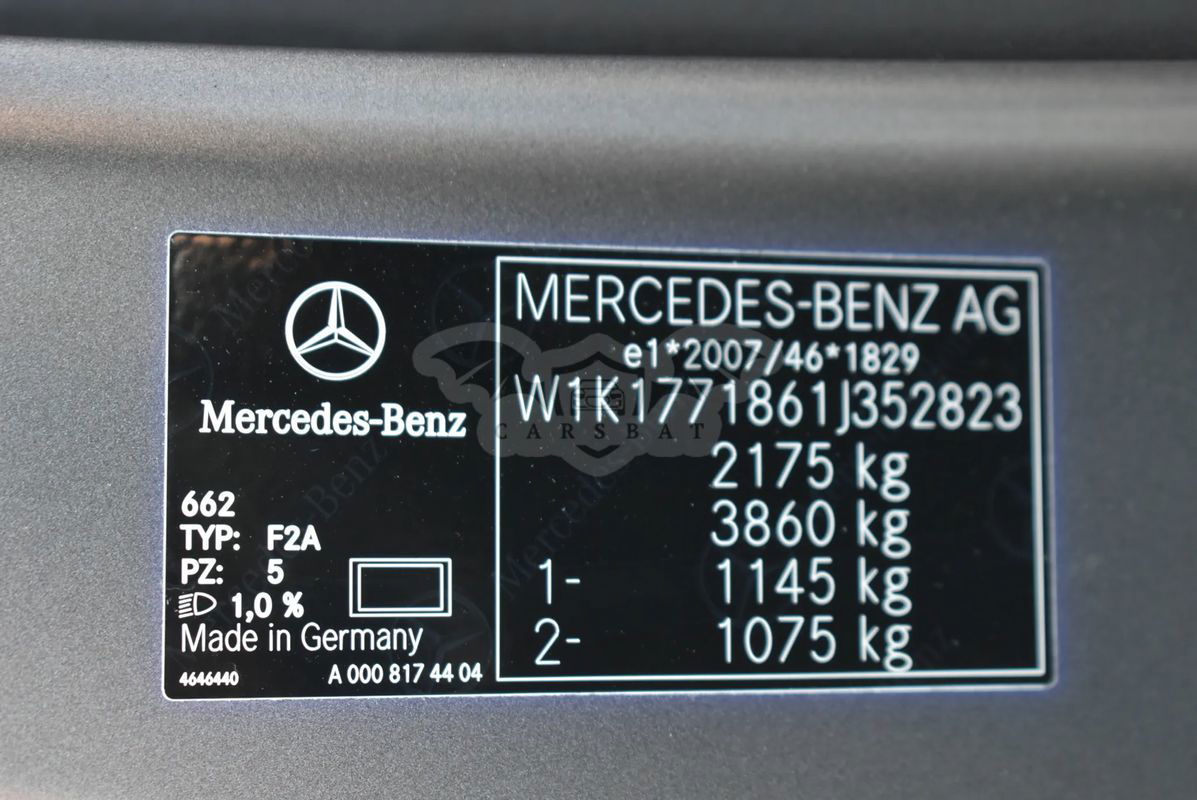 Mercedes-Benz
662
TYP: F2A
PZ: 5
1,0 %
Made in Germany
4646440
A 000 817 44 04
MERCEDES-BENZ AG
e1*2007/46*1829
W1K1771861J352823
2175 kg
3860 kg
1- 1145 kg
2- 1075 kg
CARSBAT